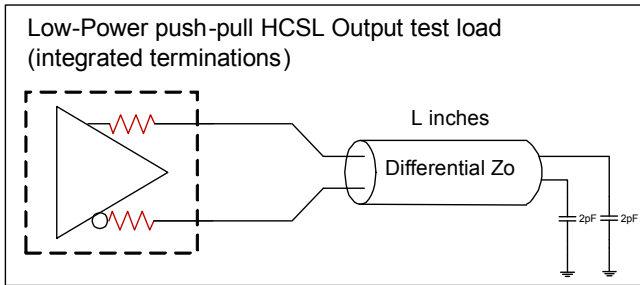 Low-Power push-pull HCSL Output test load
(integrated terminations)
L inches
Differential Zo
2pF
2pF